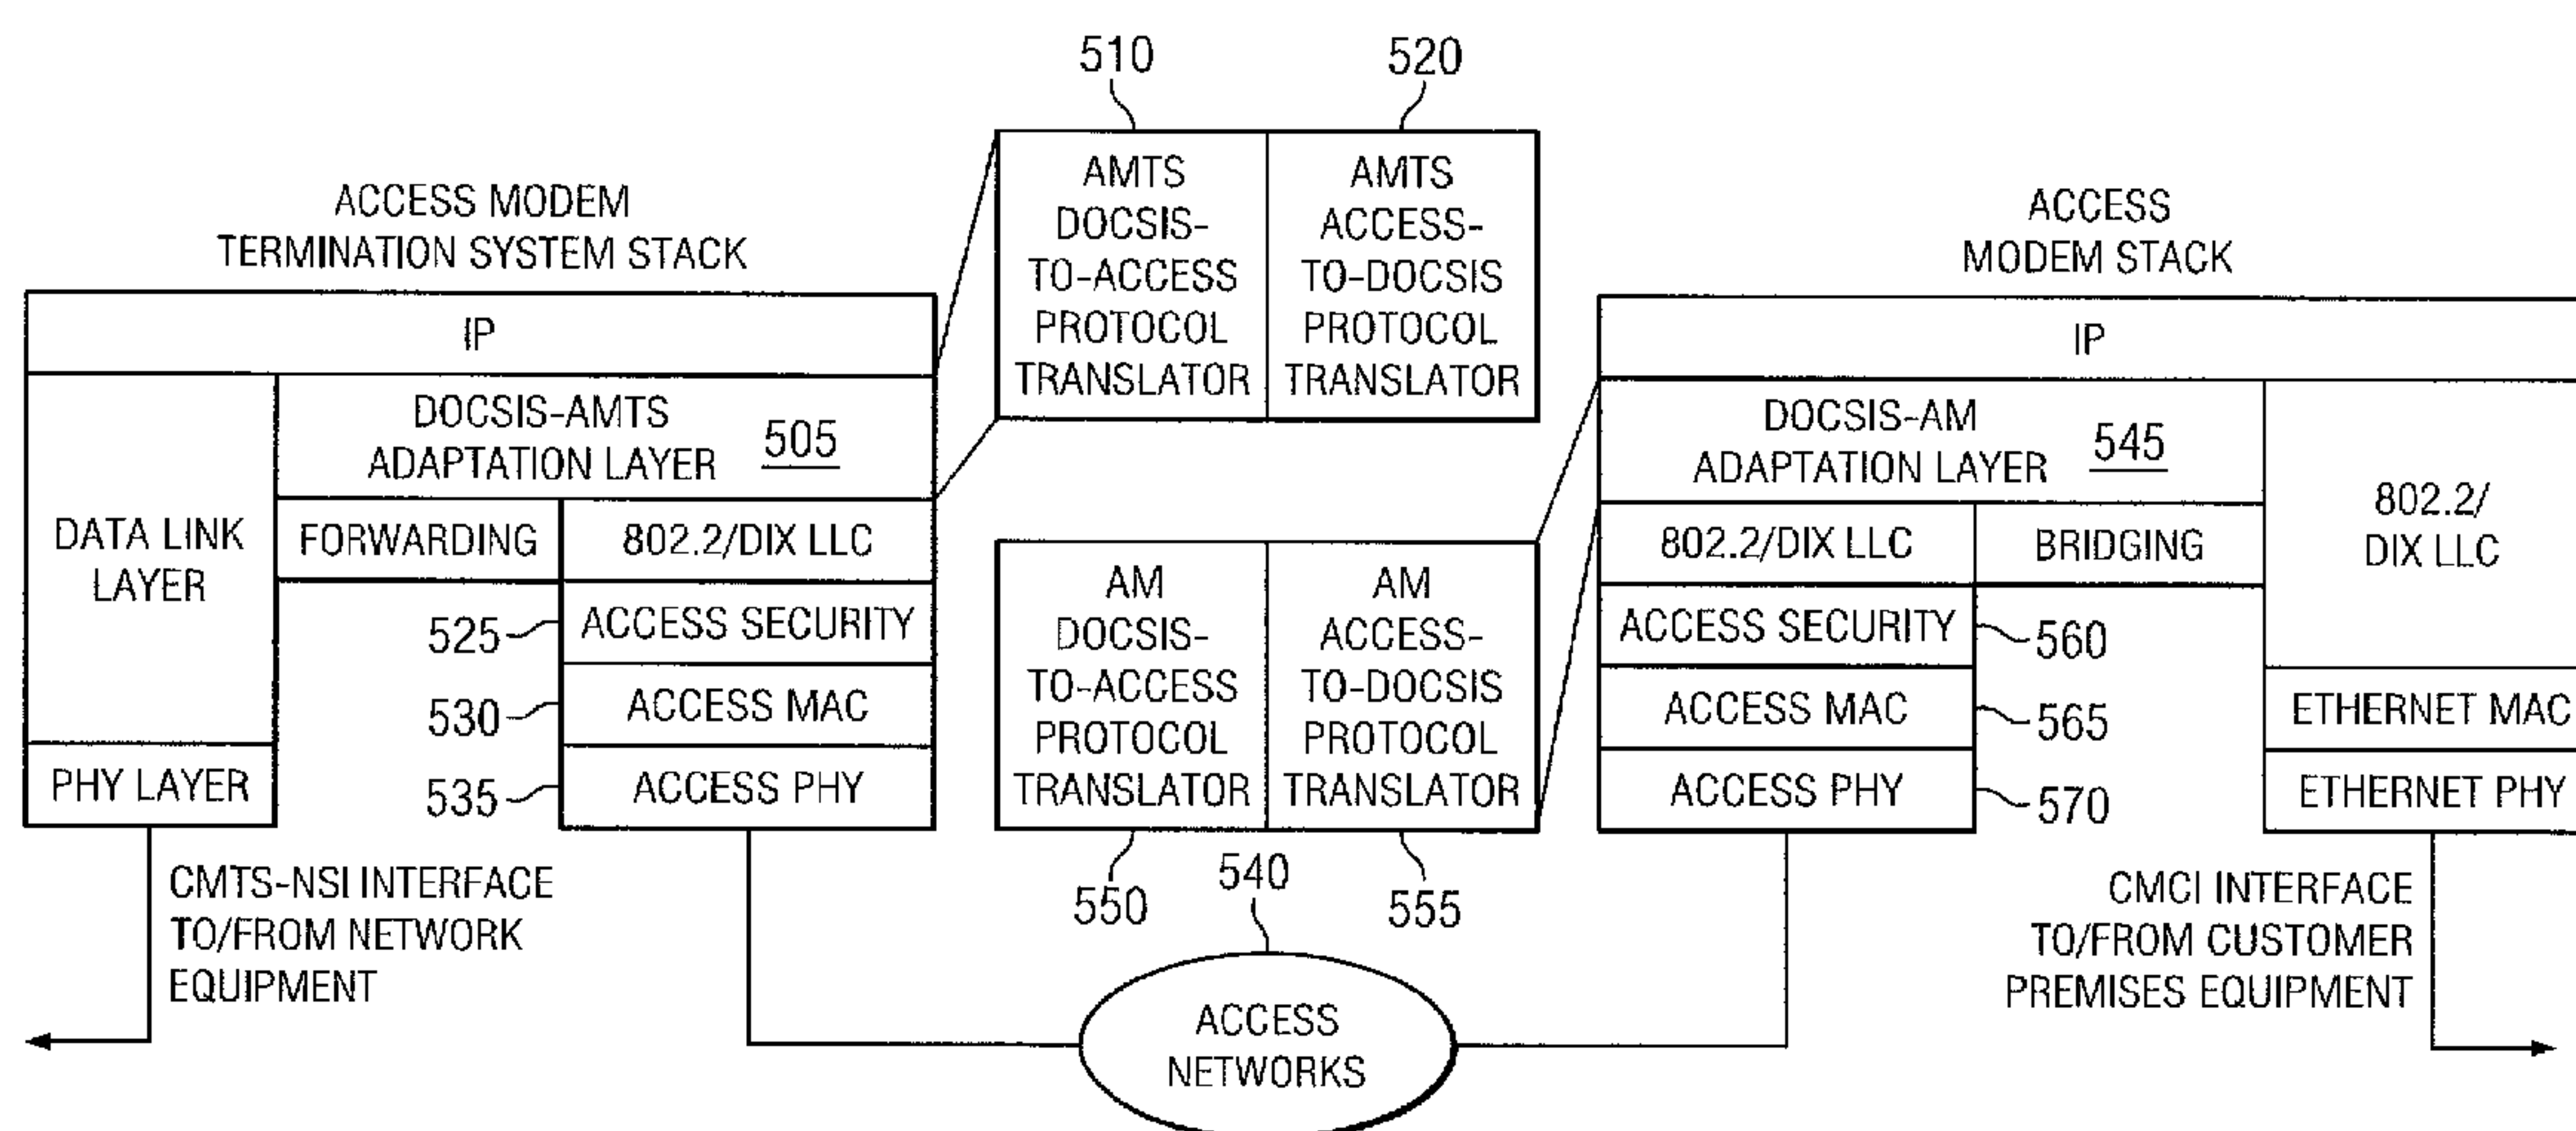 510
520
AMTS
DOCSIS-
TO-ACCESS
PROTOCOL
TRANSLATOR
AMTS
ACCESS-
TO-DOCSIS
PROTOCOL
TRANSLATOR
ACCESS MODEM
TERMINATION SYSTEM STACK
IP
DATA LINK
LAYER
PHY LAYER
DOCSIS-AMTS
ADAPTATION LAYER
505
FORWARDING
802.2/DIX LLC
525
ACCESS SECURITY
530
ACCESS MAC
535
ACCESS PHY
CMTS-NSI INTERFACE
TO/FROM NETWORK
EQUIPMENT
AM
DOCSIS-
TO-ACCESS
PROTOCOL
TRANSLATOR
AM
ACCESS-
TO-DOCSIS
PROTOCOL
TRANSLATOR
550
555
540
ACCESS
NETWORKS
ACCESS
MODEM STACK
IP
DOCSIS-AM
ADAPTATION LAYER
545
802.2/DIX LLC
BRIDGING
ACCESS SECURITY
560
ACCESS MAC
565
ACCESS PHY
570
802.2/
DIX LLC
ETHERNET MAC
ETHERNET PHY
CMCI INTERFACE
TO/FROM CUSTOMER
PREMISES EQUIPMENT